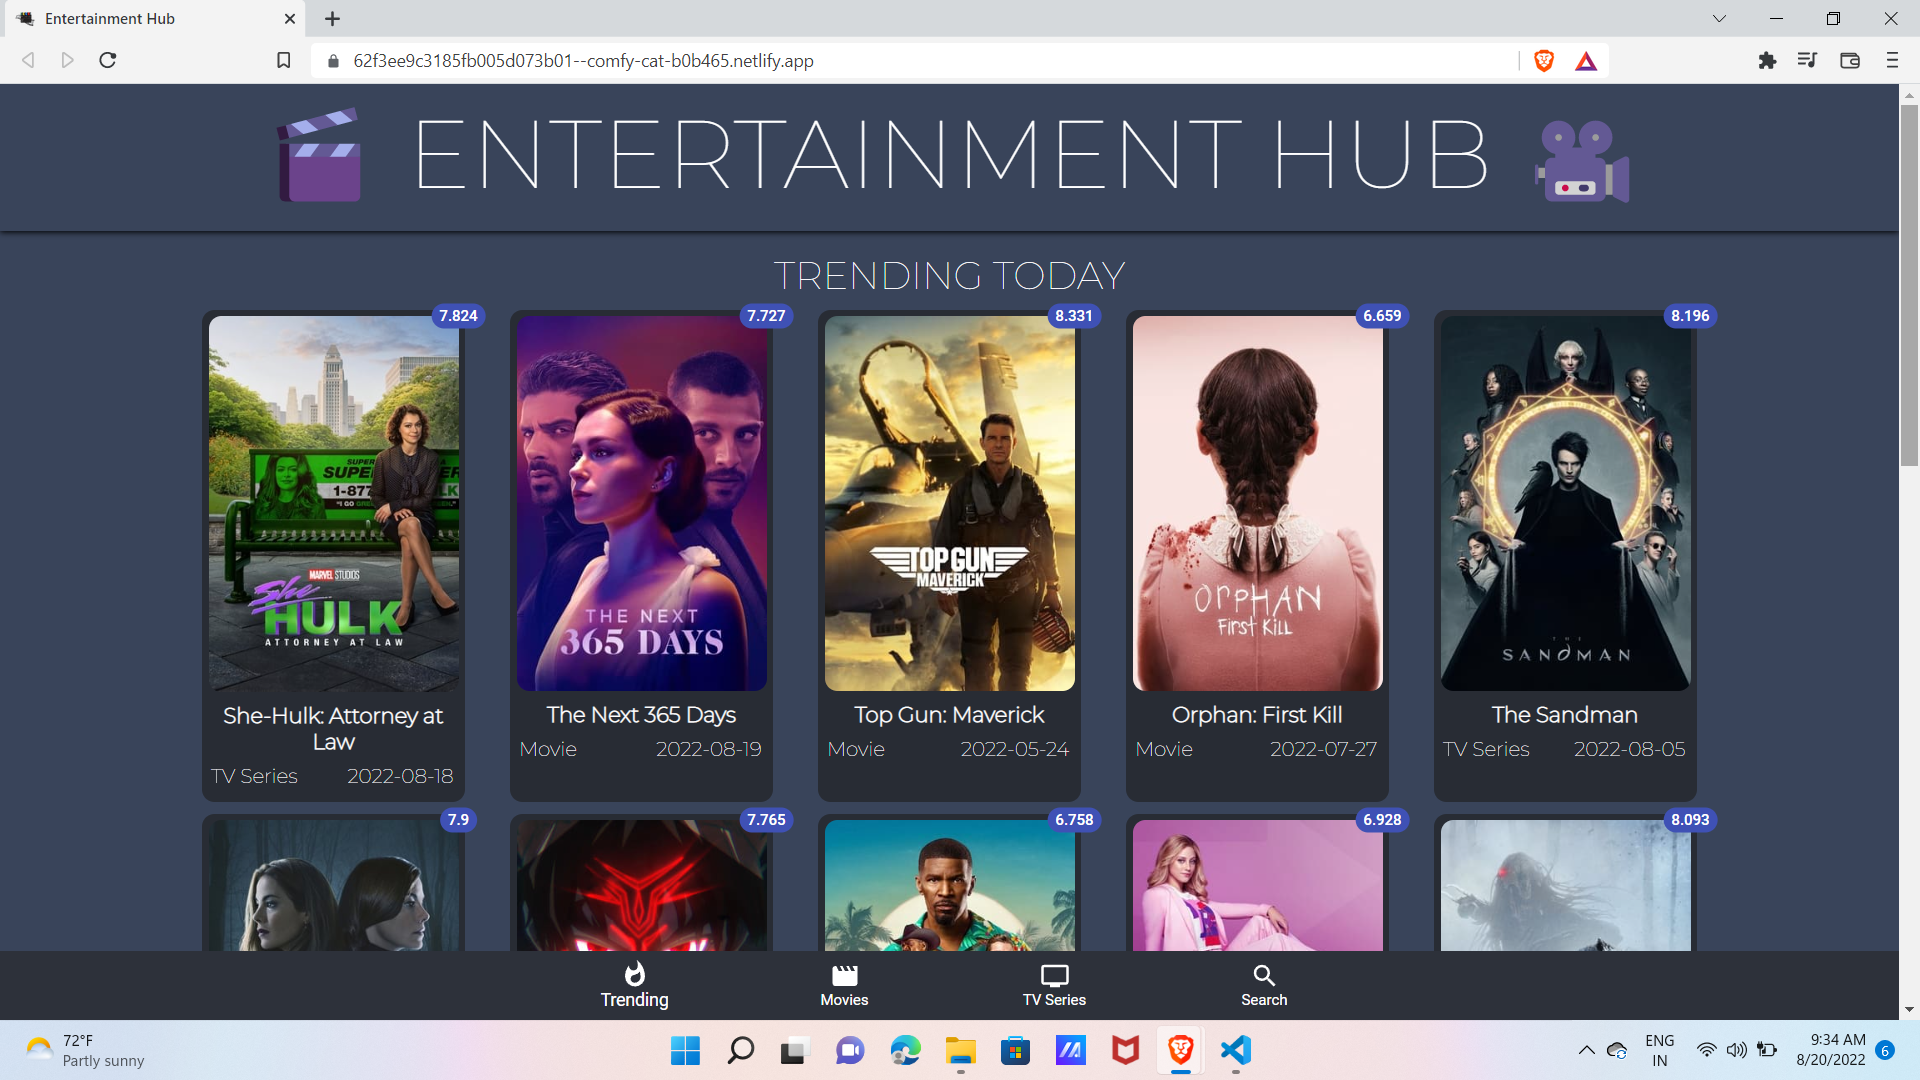 Entertainment Hub
62f3ee9c3185fb005d073b01--comfy-cat-b0b465.netlify.app
ENTERTAINMENT HUB
TRENDING TODAY
7.824
7.727
8.331
6.659
8.196
SUPER
1-877
MARVEL STUDIOS
She
HULK
ATTORNEY AT LAW
THE NEXT
365 DAYS
TOP GUN
MAVERICK
ORPHAN
FIRST KILL
THE
SANDMAN
She-Hulk: Attorney at
Law
TV Series 2022-08-18
The Next 365 Days
Movie 2022-08-19
Top Gun: Maverick
Movie 2022-05-24
Orphan: First Kill
Movie 2022-07-27
The Sandman
TV Series 2022-08-05
7.9
7.765
6.758
6.928
8.093
Trending
Movies
TV Series
Search
72°F
Partly sunny
ENG
IN
9:34 AM
8/20/2022
6